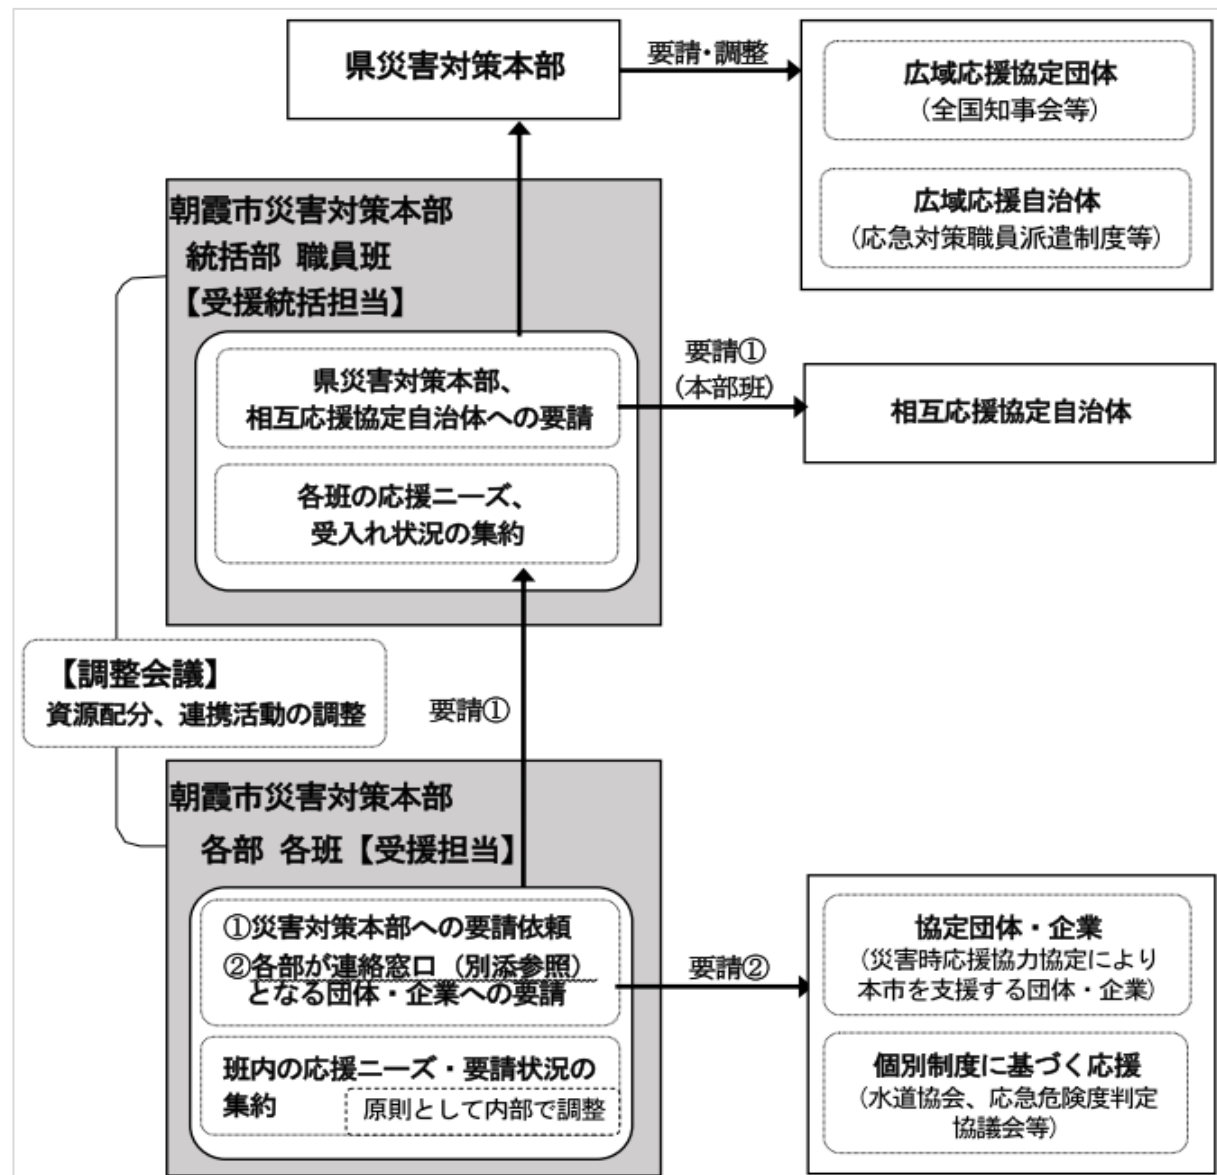 県災害対策本部
要請・調整
広域応援協定団体
(全国知事会等)
広域応援自治体
(応急対策職員派遣制度等)
朝霞市災害対策本部
統括部 職員班
【受援統括担当】
県災害対策本部、
相互応援協定自治体への要請
要請①
(本部班)
相互応援協定自治体
各班の応援ニーズ、
受入れ状況の集約
【調整会議】
資源配分、連携活動の調整
要請①
朝霞市災害対策本部
各部 各班【受援担当】
①災害対策本部への要請依頼
②各部が連絡窓口（別添参照）
となる団体・企業への要請
要請②
協定団体・企業
(災害時応援協力協定により
本市を支援する団体・企業)
班内の応援ニーズ・要請状況の
集約
原則として内部で調整
個別制度に基づく応援
(水道協会、応急危険度判定
協議会等)